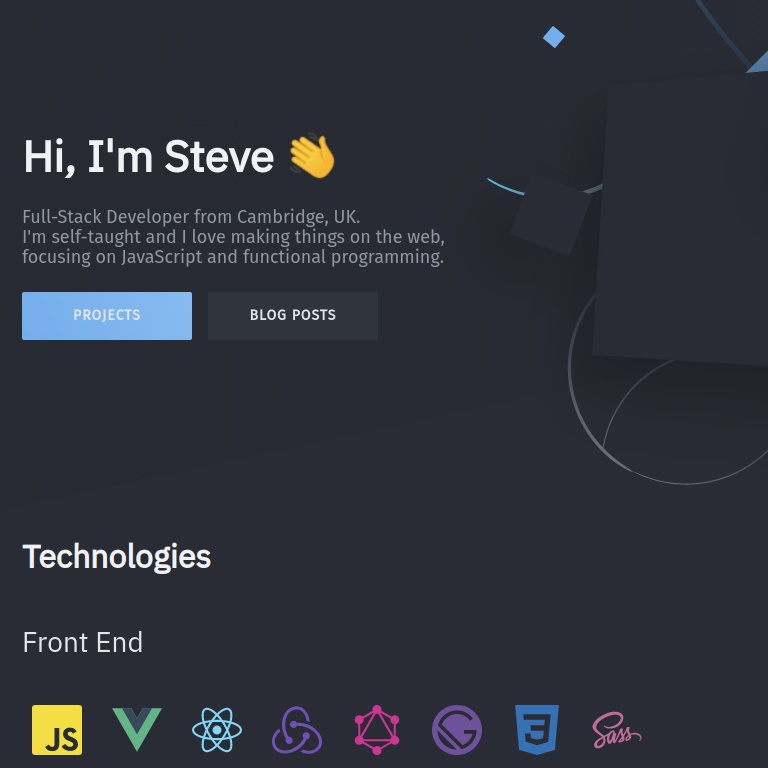 Hi, I'm Steve 👋
Full-Stack Developer from Cambridge, UK.
I'm self-taught and I love making things on the web,
focusing on JavaScript and functional programming.
PROJECTS
BLOG POSTS
Technologies
Front End
JS
Sass